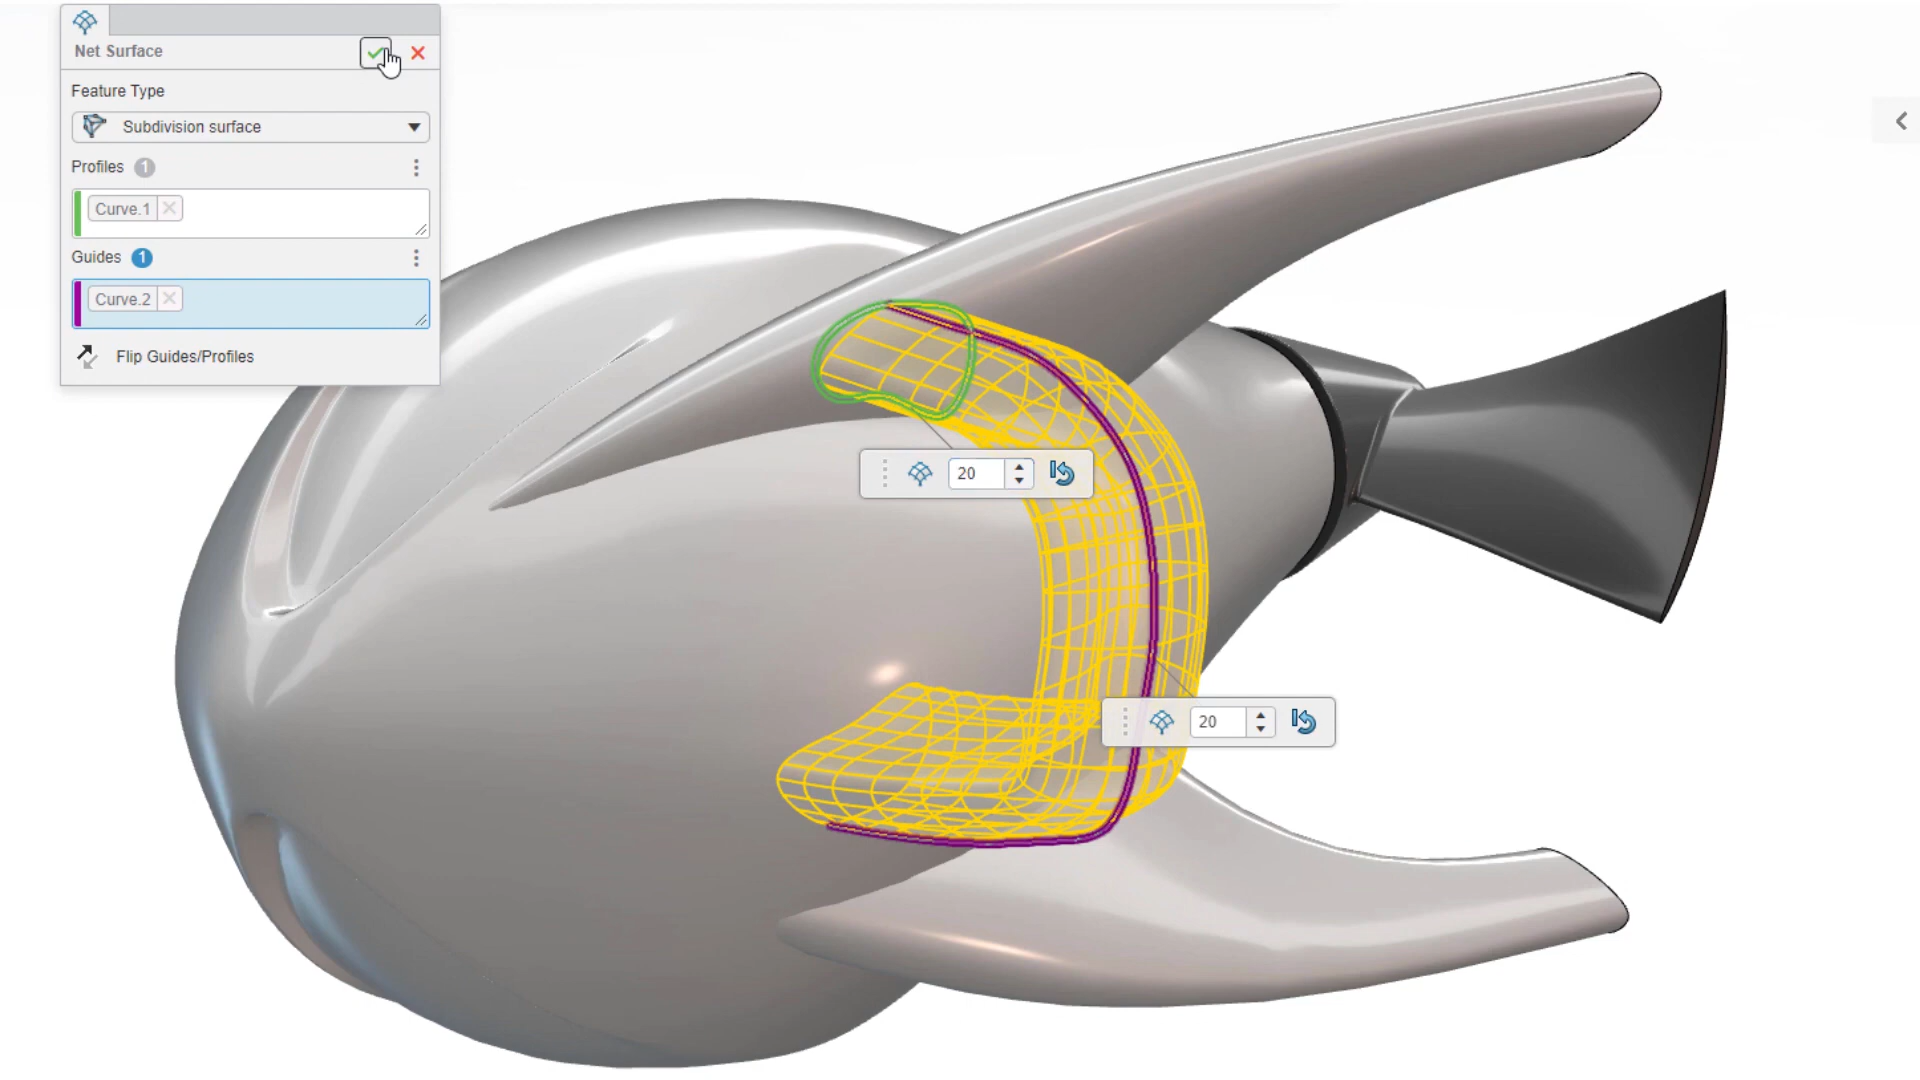 Net Surface
Feature Type
Subdivision surface
Profiles 1
Curve.1
Guides 1
Curve.2
Flip Guides/Profiles
20
20